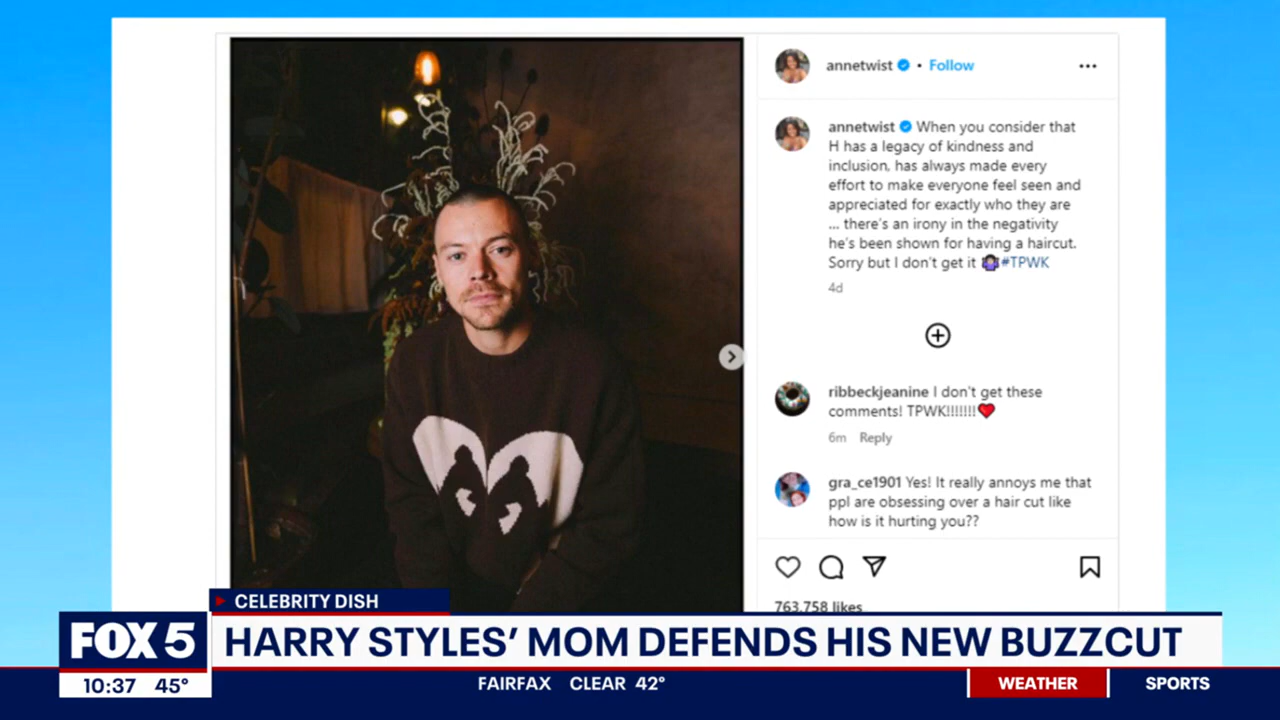 annetwist • Follow
annetwist When you consider that
H has a legacy of kindness and
inclusion, has always made every
effort to make everyone feel seen and
appreciated for exactly who they are
... there's an irony in the negativity
he's been shown for having a haircut.
Sorry but I don't get it 🤷🏻‍♀️#TPWK
4d
ribbeckjeanine I don't get these
comments! TPWK!!!!!!!❤️
6m Reply
gra_ce1901 Yes! It really annoys me that
ppl are obsessing over a hair cut like
how is it hurting you??
763,758 likes
CELEBRITY DISH
FOX 5
HARRY STYLES' MOM DEFENDS HIS NEW BUZZCUT
10:37 45°
FAIRFAX CLEAR 42°
WEATHER
SPORTS